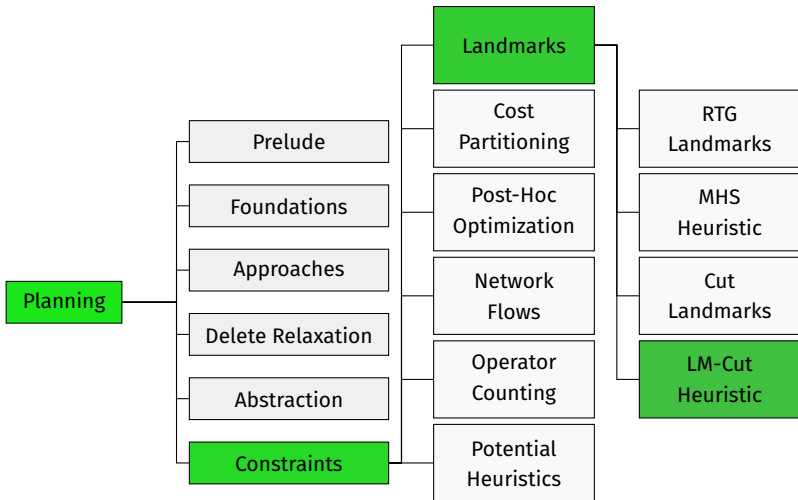 Planning
Prelude
Foundations
Approaches
Delete Relaxation
Abstraction
Constraints
Landmarks
Cost
Partitioning
Post-Hoc
Optimization
Network
Flows
Operator
Counting
Potential
Heuristics
RTG
Landmarks
MHS
Heuristic
Cut
Landmarks
LM-Cut
Heuristic